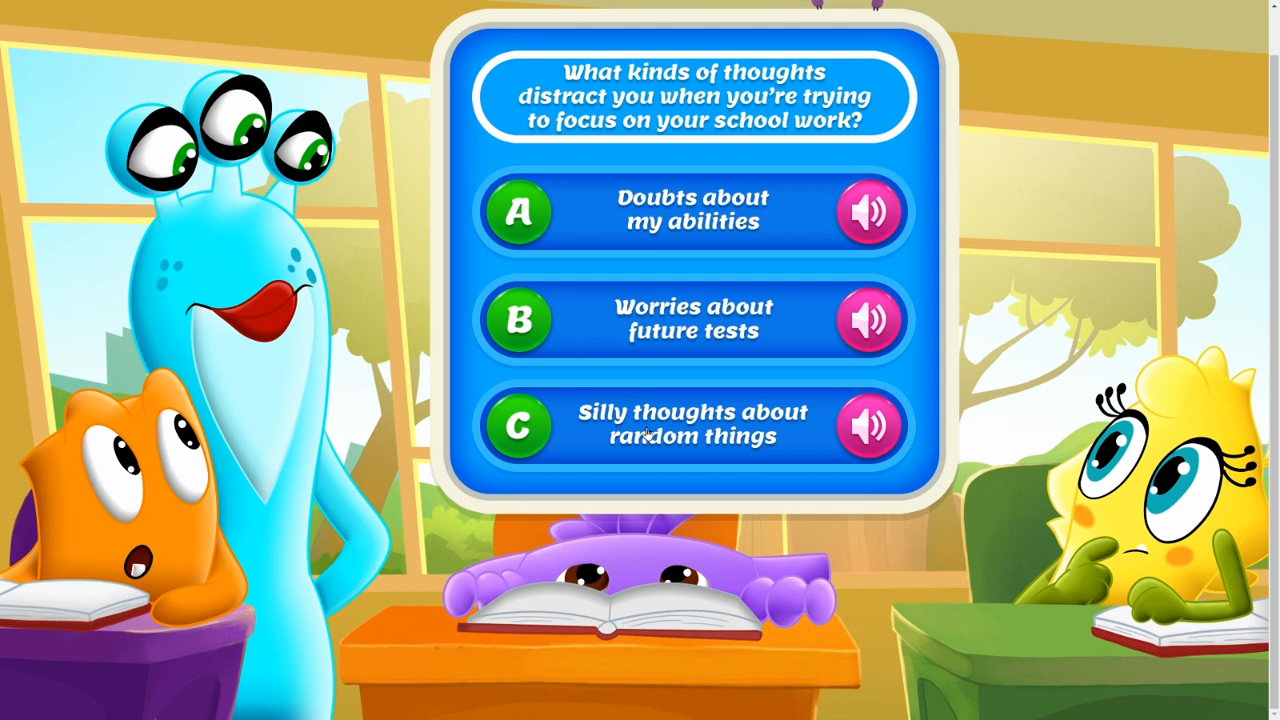 What kinds of thoughts
distract you when you’re trying
to focus on your school work?
A
Doubts about
my abilities
B
Worries about
future tests
C
Silly thoughts about
random things